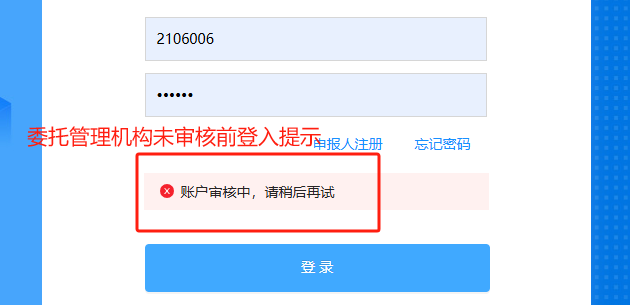 2106006
••••••
委托管理机构未审核前登入提示
申报人注册 忘记密码
账户审核中，请稍后再试
登 录